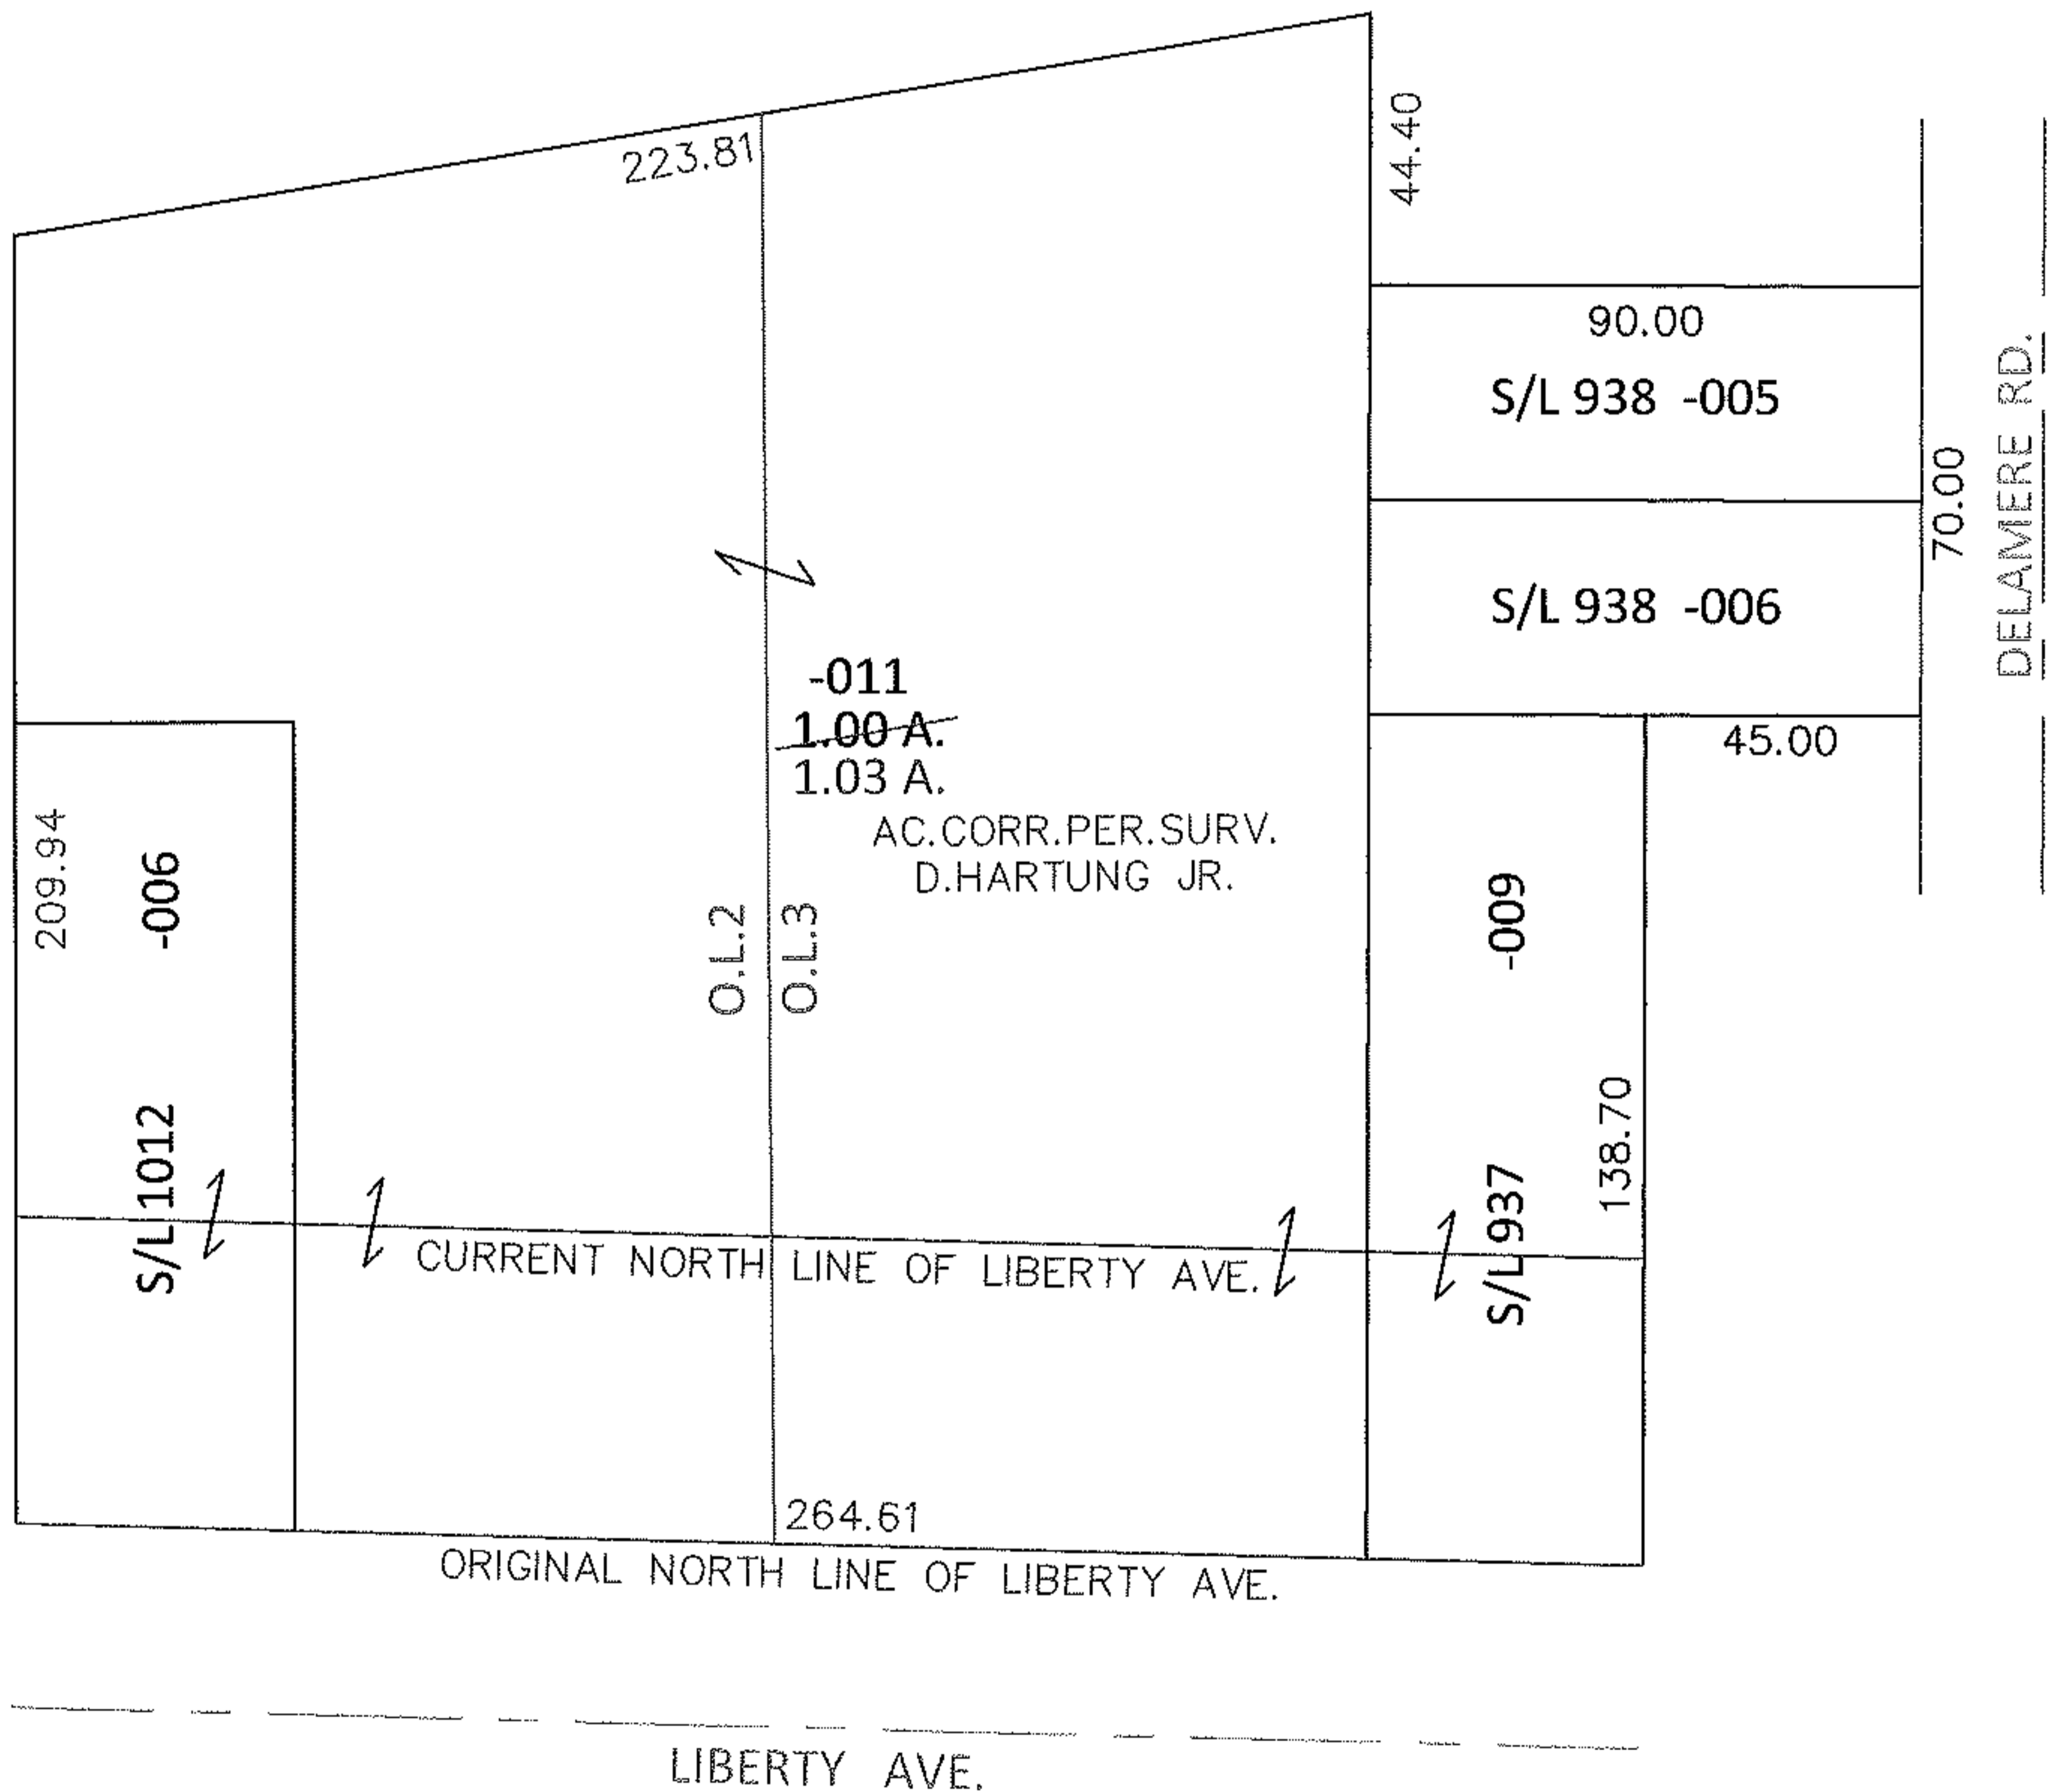 223.81
44.40
90.00
S/L 938 -005
70.00
DELAMERE RD.
S/L 938 -006
-011
1.00 A.
1.03 A.
45.00
AC.CORR.PER.SURV.
D.HARTUNG JR.
209.94
S/L 1012 -006
O.L.2
O.L.3
S/L 937 -009
138.70
CURRENT NORTH LINE OF LIBERTY AVE.
264.61
ORIGINAL NORTH LINE OF LIBERTY AVE.
LIBERTY AVE.